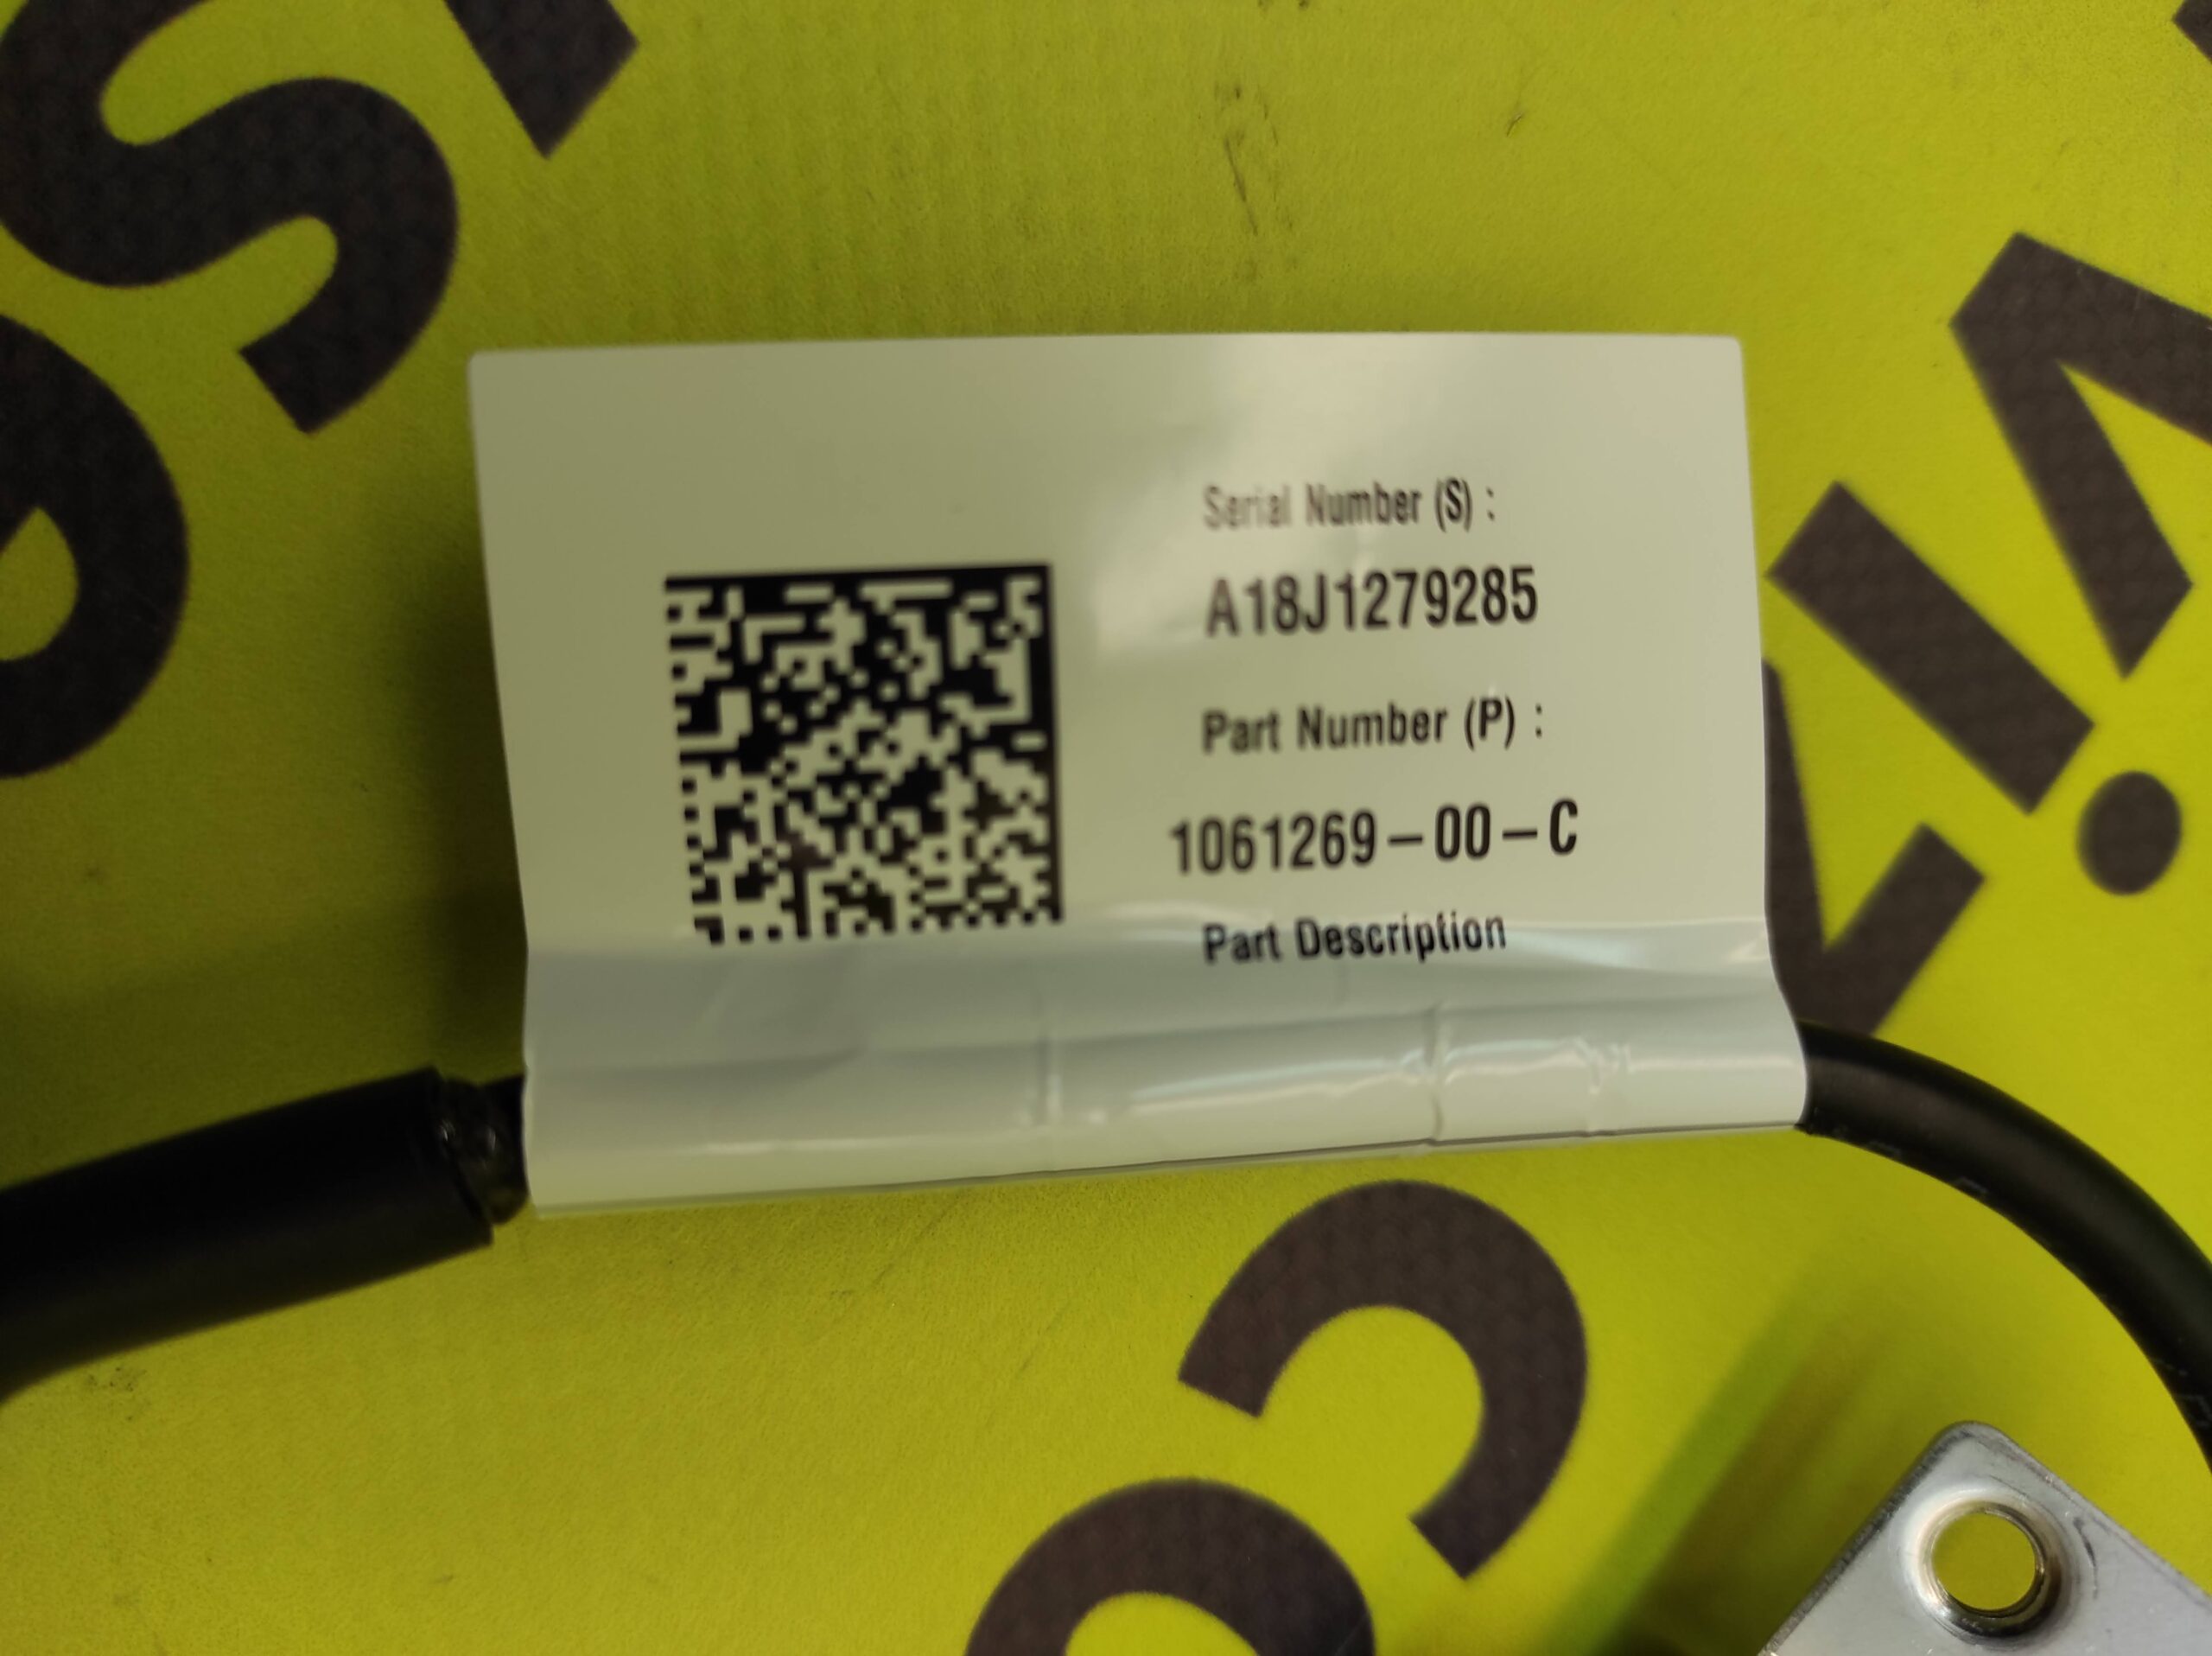 Serial Number (S) :
A18J1279285
Part Number (P) :
1061269-00-C
Part Description